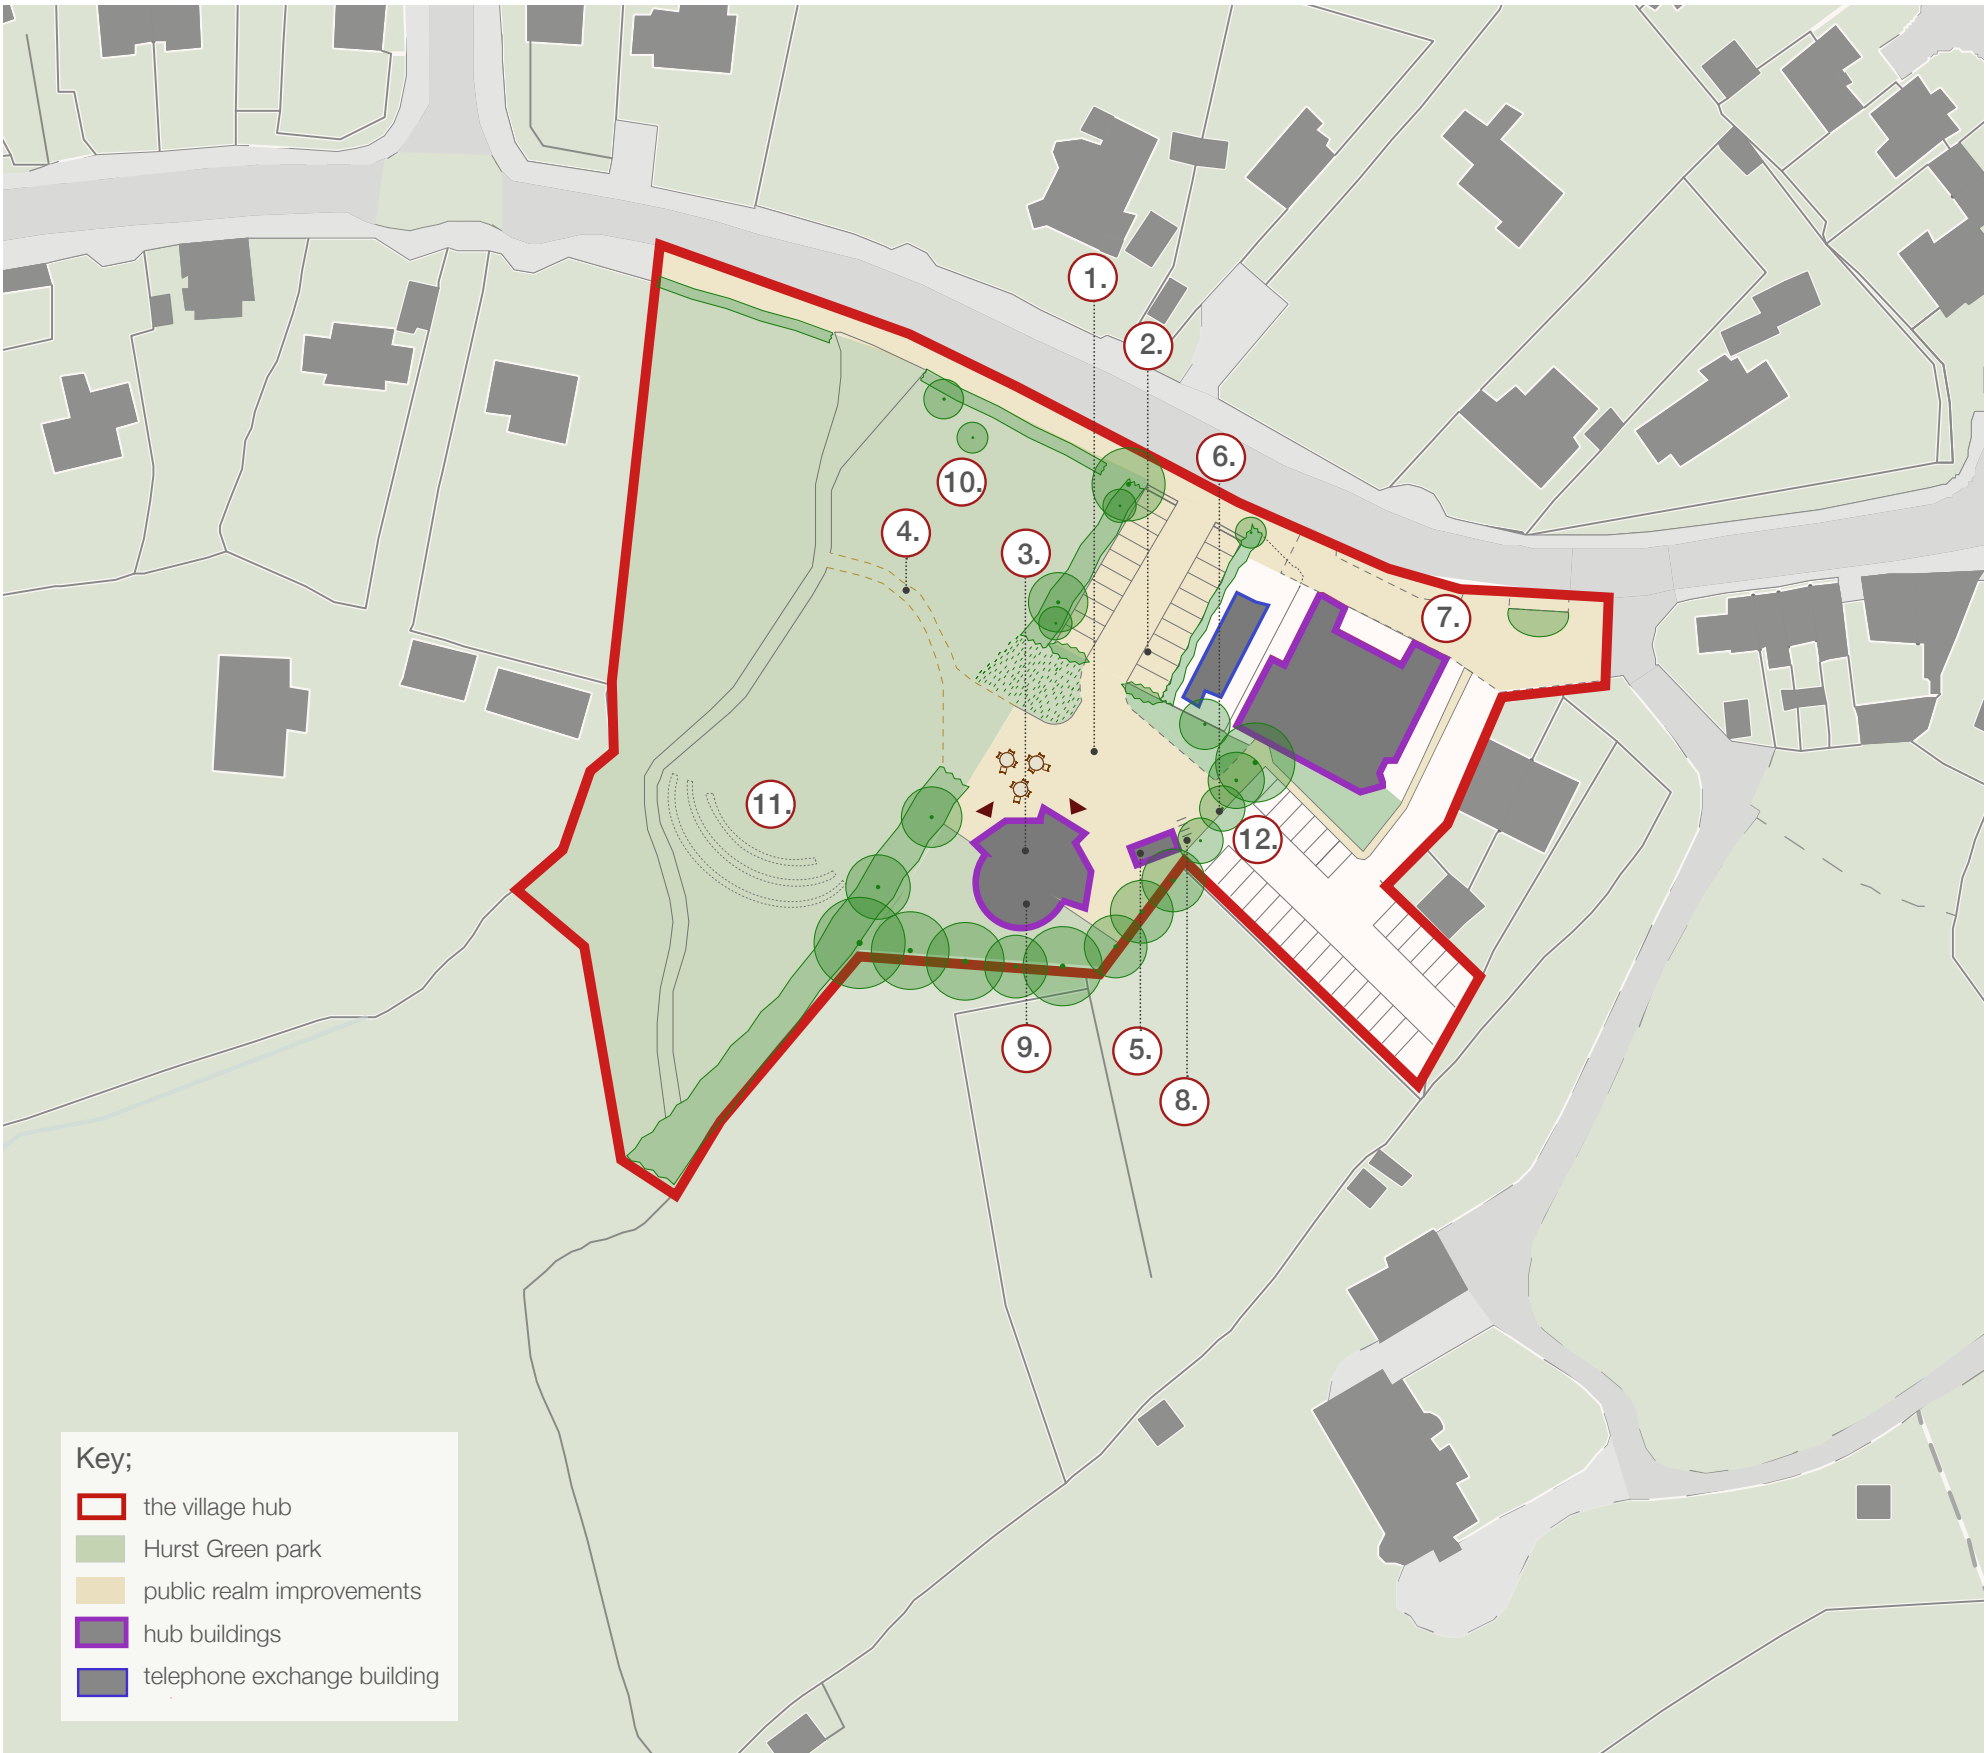 1.
2.
6.
10.
4.
3.
7.
11.
12.
9.
5.
8.
Key;
the village hub
Hurst Green park
public realm improvements
hub buildings
telephone exchange building